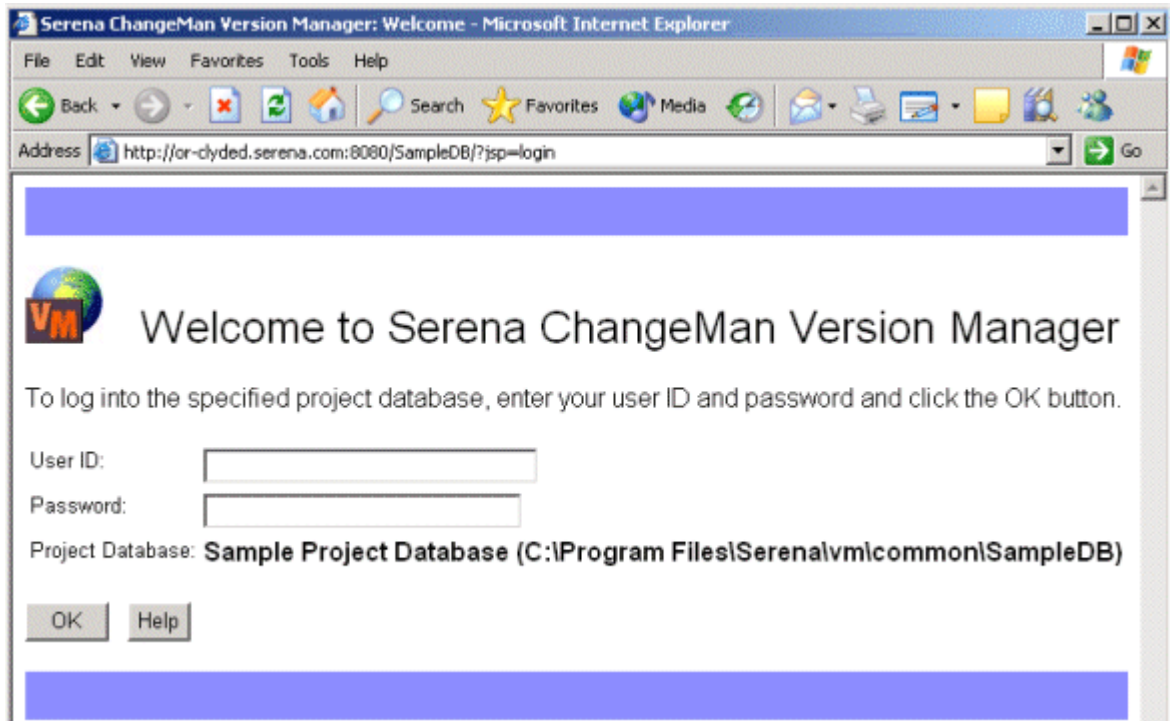 Serena ChangeMan Version Manager: Welcome - Microsoft Internet Explorer
File Edit View Favorites Tools Help
Back Search Favorites Media
Address http://or-clyded.serena.com:8080/SampleDB/?jsp=login Go
VM
Welcome to Serena ChangeMan Version Manager
To log into the specified project database, enter your user ID and password and click the OK button.
User ID:
Password:
Project Database: Sample Project Database (C:\Program Files\Serena\vm\common\SampleDB)
OK Help